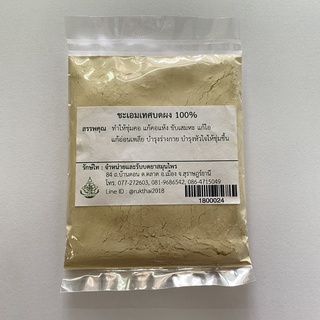 ชะเอมเทศบดผง 100%
สรรพคุณ ทำให้ชุ่มคอ แก้คอแห้ง ขับเสมหะ แก้ไอ
แก้อ่อนเพลีย บำรุงร่างกาย บำรุงหัวใจให้ชุ่มชื้น
รักษ์ไทย : จำหน่ายและรับบดยาสมุนไพร
84 ถ.บ้านดอน ต.ตลาด อ.เมือง จ.สุราษฎร์ธานี
โทร. 077-272603, 081-9686542, 086-4715049
Line ID : @rukthai2018
1800024